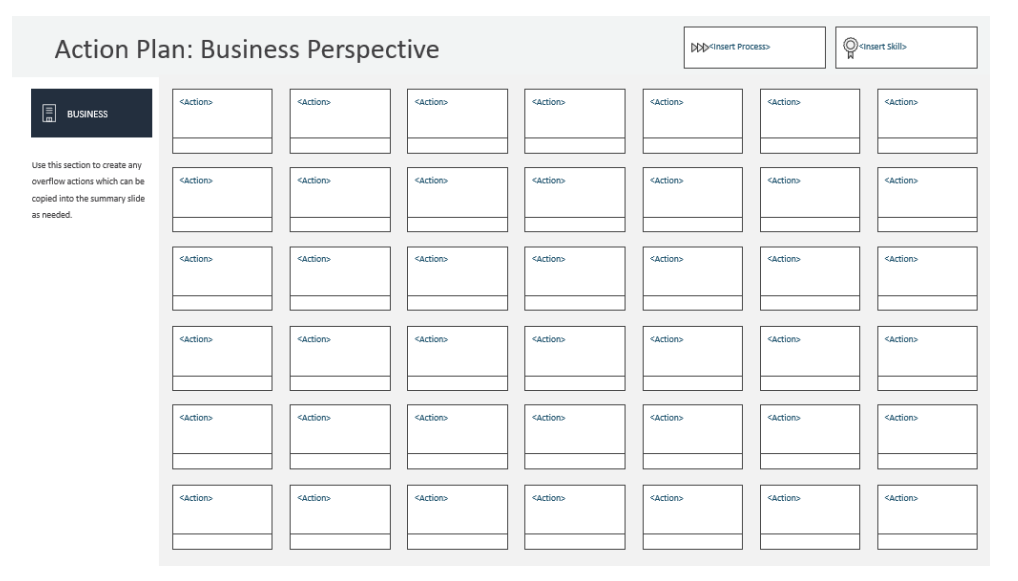 Action Plan: Business Perspective
<Insert Process>
<Insert Skill>
BUSINESS
Use this section to create any
overflow actions which can be
copied into the summary slide
as needed.
<Action> <Action> <Action> <Action> <Action> <Action> <Action>
<Action> <Action> <Action> <Action> <Action> <Action> <Action>
<Action> <Action> <Action> <Action> <Action> <Action> <Action>
<Action> <Action> <Action> <Action> <Action> <Action> <Action>
<Action> <Action> <Action> <Action> <Action> <Action> <Action>
<Action> <Action> <Action> <Action> <Action> <Action> <Action>